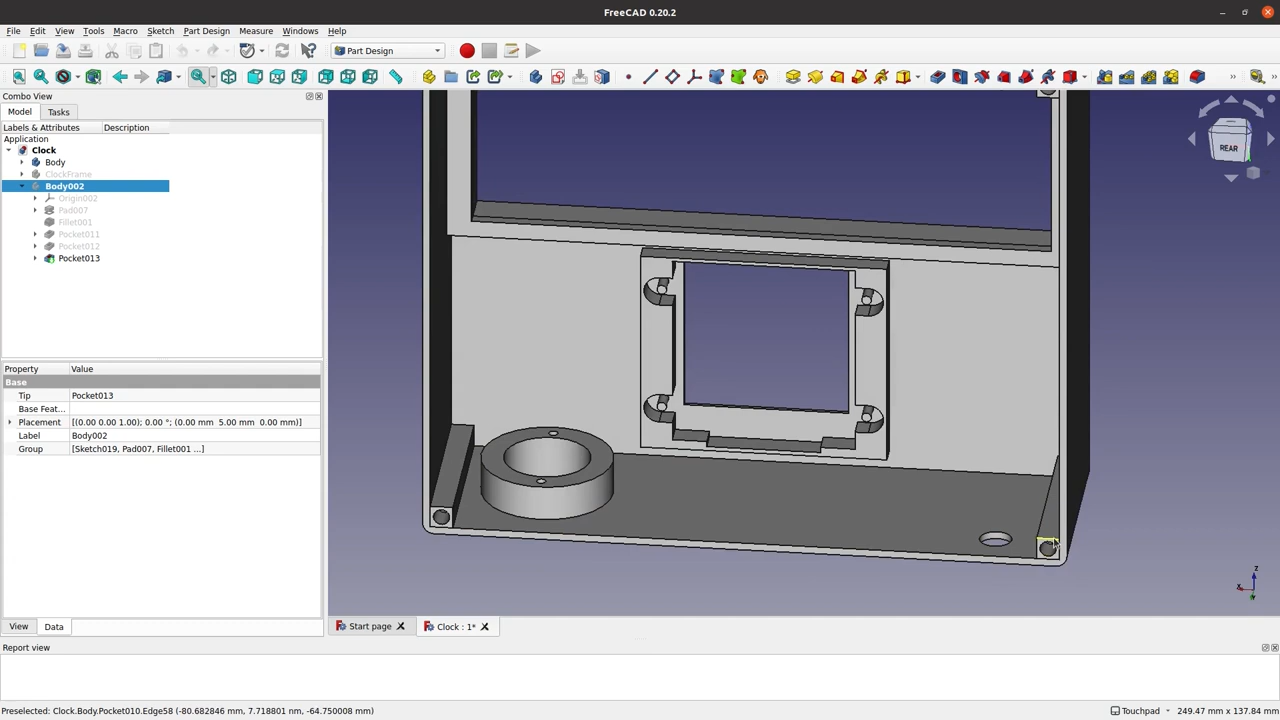 FreeCAD 0.20.2
File Edit View Tools Macro Sketch Part Design Measure Windows Help
Part Design
Combo View
Model Tasks
Labels & Attributes Description
Application
Clock
Body
ClockFrame
Body002
Origin002
Pad007
Fillet001
Pocket011
Pocket012
Pocket013
REAR
Property Value
Base
Tip Pocket013
Base Feat...
Placement [(0.00 0.00 1.00); 0.00 °; (0.00 mm 5.00 mm 0.00 mm)]
Label Body002
Group [Sketch019, Pad007, Fillet001 ...]
z
x
View Data
Start page Clock : 1*
Report view
Preselected: Clock.Body.Pocket010.Edge58 (-80.682846 mm, 7.718801 nm, -64.750008 mm) Touchpad 249.47 mm x 137.84 mm